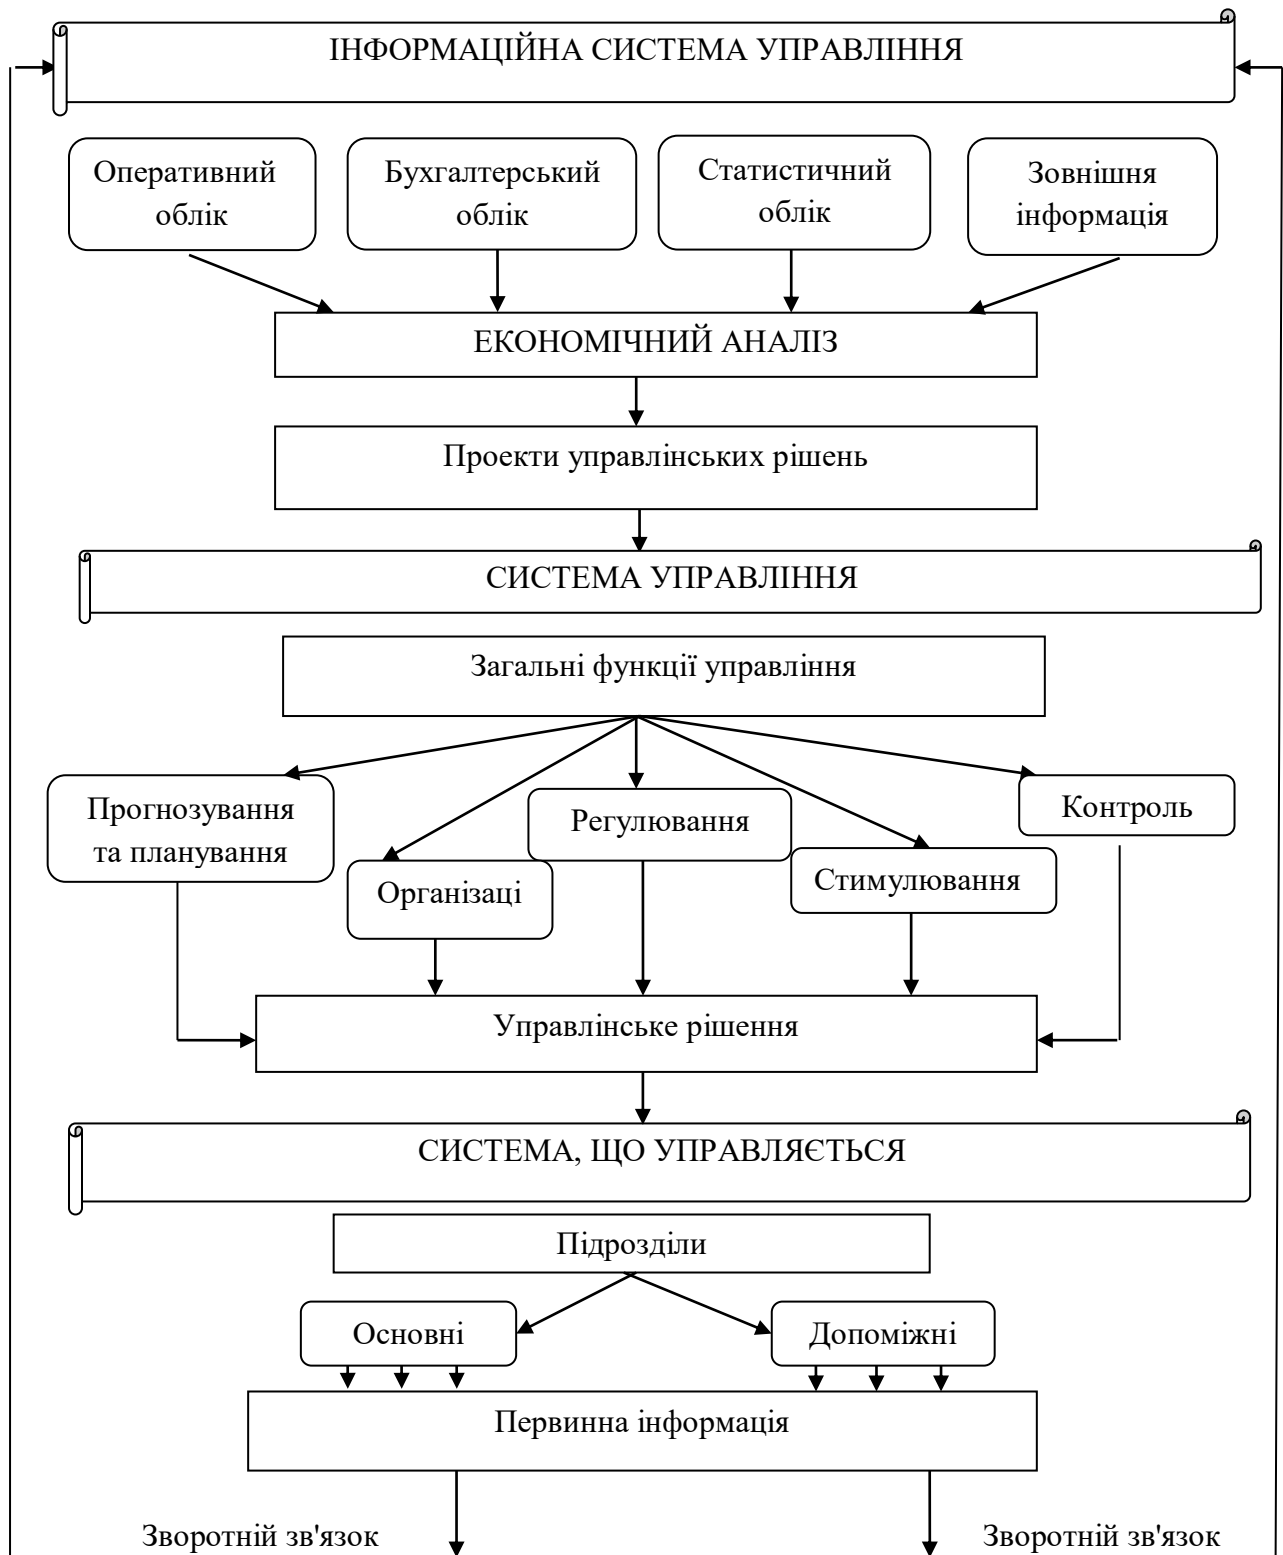 ІНФОРМАЦІЙНА СИСТЕМА УПРАВЛІННЯ
Оперативний
облік
Бухгалтерський
облік
Статистичний
облік
Зовнішня
інформація
ЕКОНОМІЧНИЙ АНАЛІЗ
Проекти управлінських рішень
СИСТЕМА УПРАВЛІННЯ
Загальні функції управління
Прогнозування
та планування
Організаці
Регулювання
Стимулювання
Контроль
Управлінське рішення
СИСТЕМА, ЩО УПРАВЛЯЄТЬСЯ
Підрозділи
Основні
Допоміжні
Первинна інформація
Зворотній зв'язок
Зворотній зв'язок